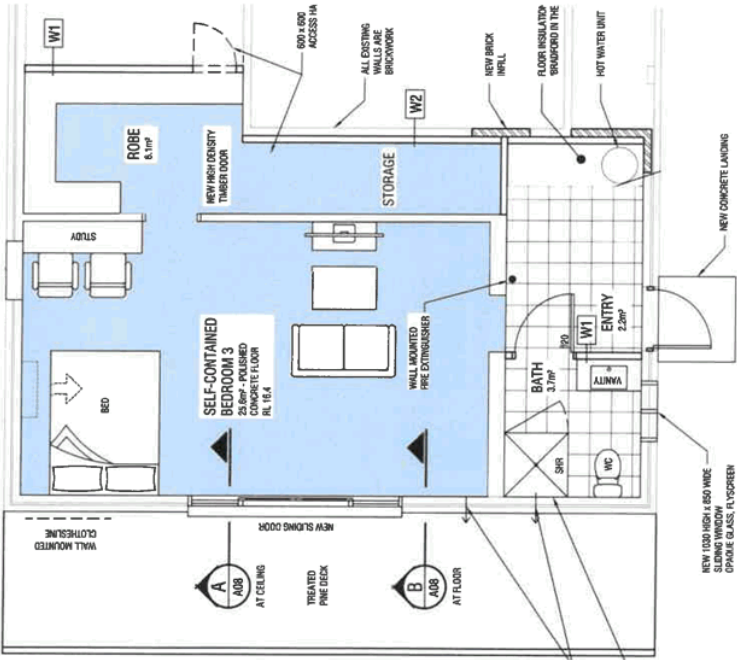 W1
600 x 600
ACCESS HA
ALL EXISTING
WALLS ARE
BRICKWORK
NEW BRICK
INFILL
FLOOR INSULATION
'BRADFORD IN THE
HOT WATER UNIT
ROBE
6.1m²
NEW HIGH DENSITY
TIMBER DOOR
W2
STORAGE
STUDY
NEW CONCRETE LANDING
BED
SELF-CONTAINED
BEDROOM 3
25.6m² - POLISHED
CONCRETE FLOOR
RL 16.4
WALL MOUNTED
FIRE EXTINGUISHER
ENTRY
2.2m²
920
W1
BATH
3.7m²
VANITY
SHR
WC
WALL MOUNTED
CLOTHESLINE
NEW SLIDING DOOR
A
A08
AT CEILING
TREATED
PINE DECK
B
A08
AT FLOOR
NEW 1030 HIGH x 850 WIDE
SLIDING WINDOW
OPAQUE GLASS, FLYSCREEN